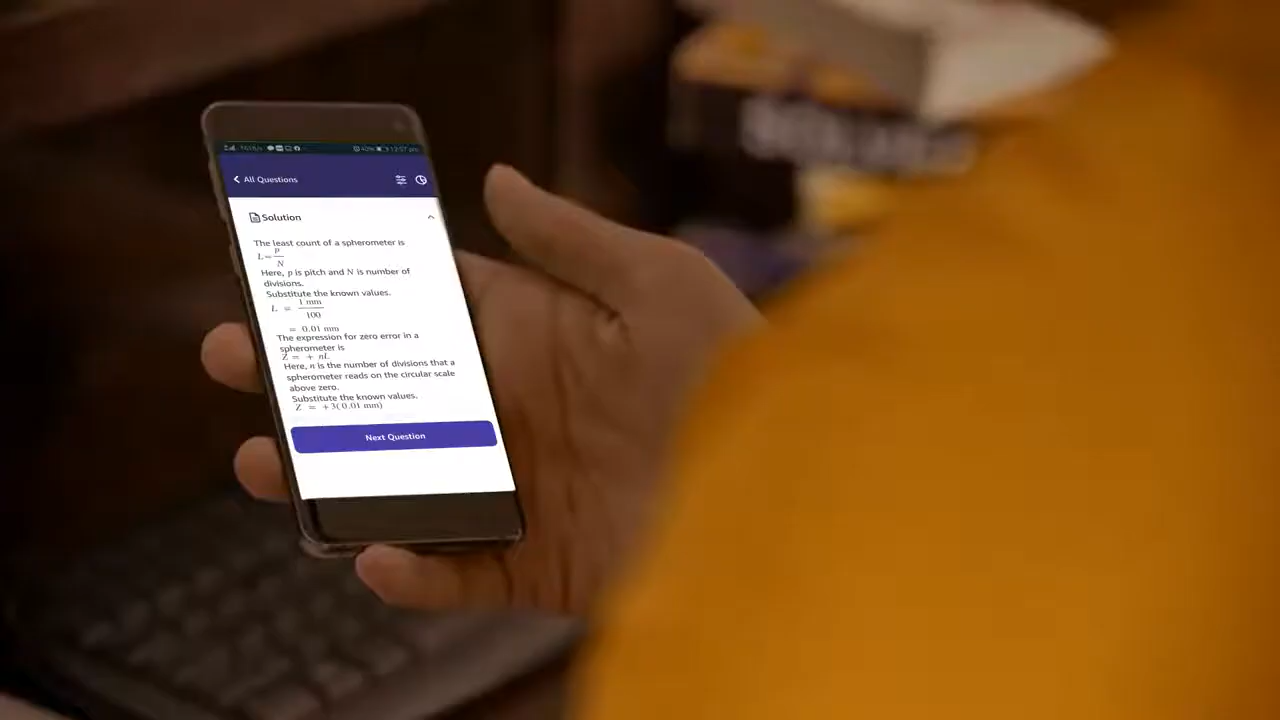 12:57 pm
All Questions
Solution
The least count of a spherometer is
L=p/N
Here, p is pitch and N is number of
divisions.
Substitute the known values.
L = 1 mm/100
= 0.01 mm
The expression for zero error in a
spherometer is
Z = + nL
Here, n is the number of divisions that a
spherometer reads on the circular scale
above zero.
Substitute the known values.
Z = +3(0.01 mm)
Next Question